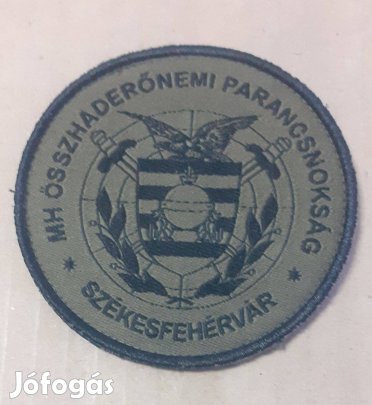 MH ÖSSZHADERŐNEMI PARANCSNOKSÁG
* SZÉKESFEHÉRVÁR *
Jófogás